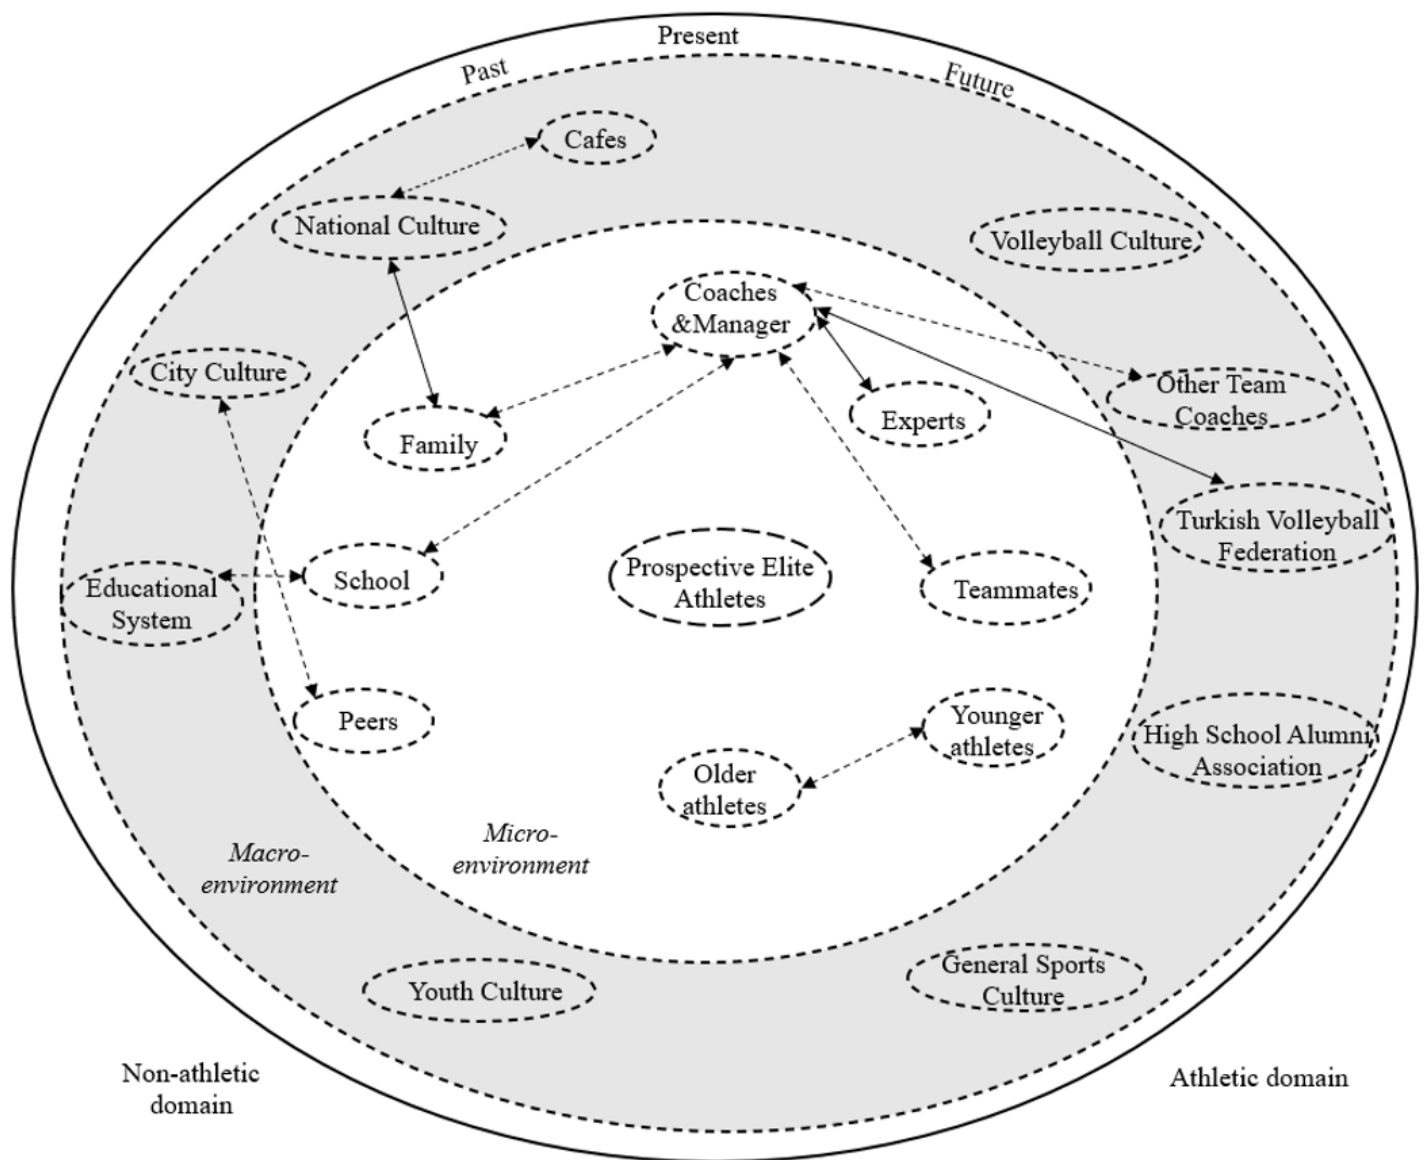 Present
Past
Future
Cafes
National Culture
Volleyball Culture
Coaches
&Manager
City Culture
Other Team
Coaches
Family
Experts
Turkish Volleyball
Federation
School
Prospective Elite
Athletes
Teammates
Educational
System
Peers
Younger
athletes
High School Alumni
Association
Older
athletes
Macro-
environment
Micro-
environment
Youth Culture
General Sports
Culture
Non-athletic
domain
Athletic domain